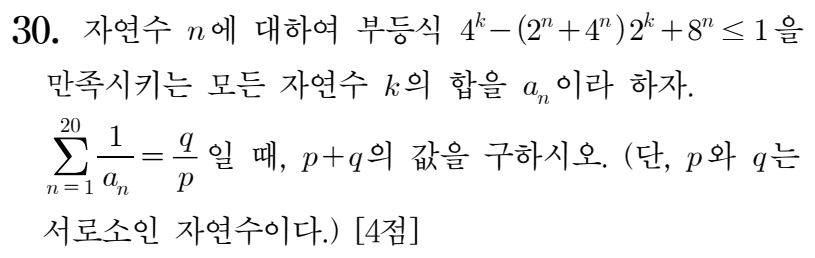 30. 자연수 n에 대하여 부등식 4^k-(2^n+4^n)2^k+8^n ≤ 1을
만족시키는 모든 자연수 k의 합을 a_n이라 하자.
\sum_{n=1}^{20} \frac{1}{a_n} = \frac{q}{p} 일 때, p+q의 값을 구하시오. (단, p와 q는
서로소인 자연수이다.) [4점]